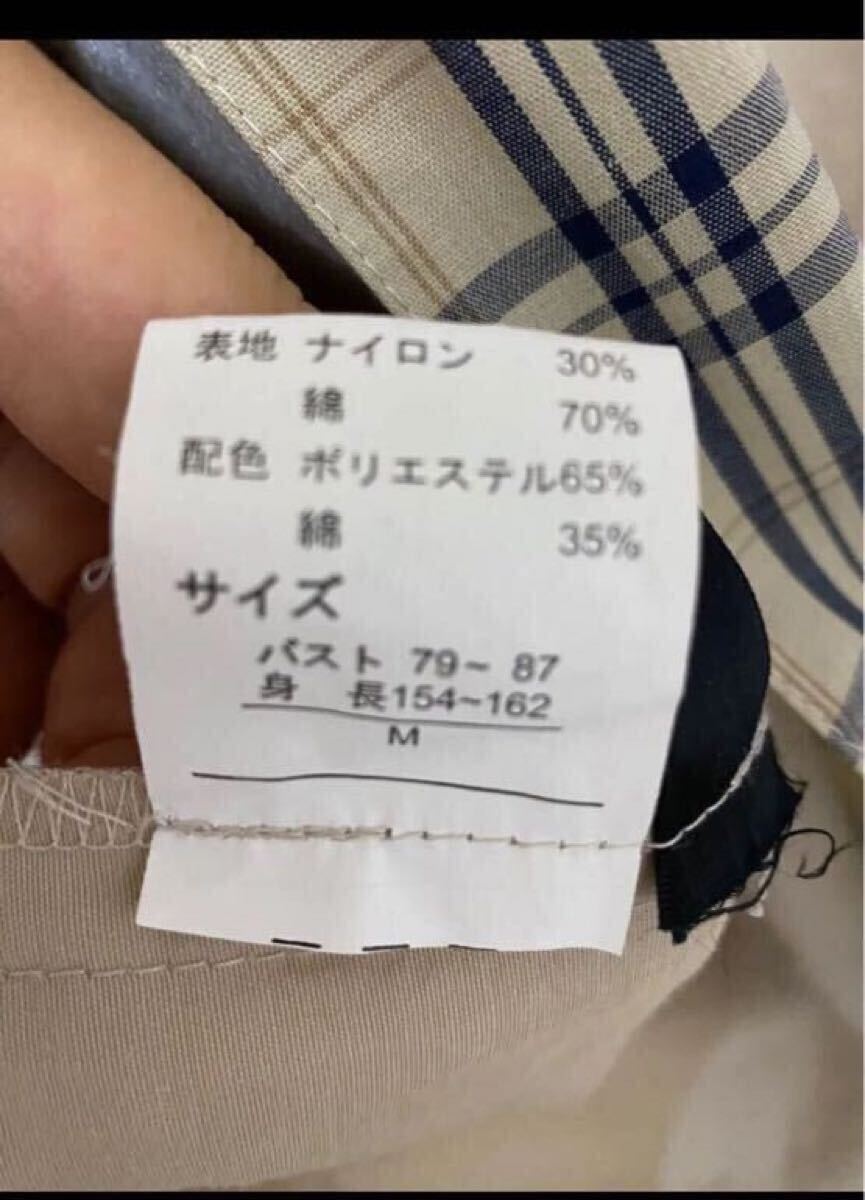 表地 ナイロン 30%
綿 70%
配色 ポリエステル65%
綿 35%
サイズ
バスト 79~ 87
身 長154~162
M